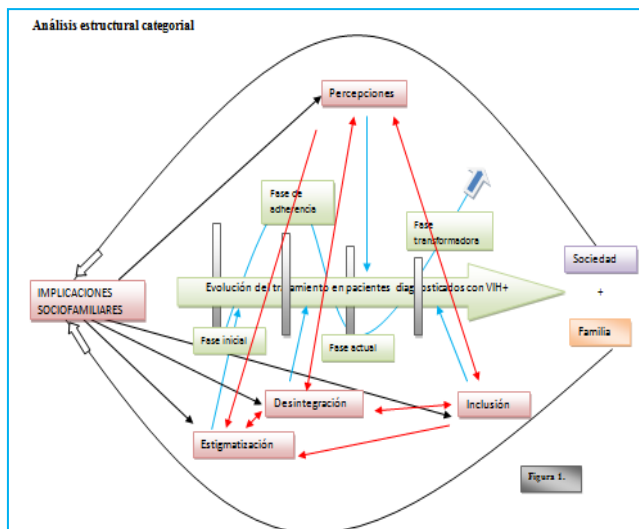 Análisis estructural categorial
Percepciones
Fase de
adherencia
Fase
transformadora
Sociedad
+
Familia
IMPLICACIONES
SOCIOFAMILIARES
Evolución del tratamiento en pacientes diagnosticados con VIH+
Fase inicial
Fase actual
Desintegración
Inclusión
Estigmatización
Figura 1.